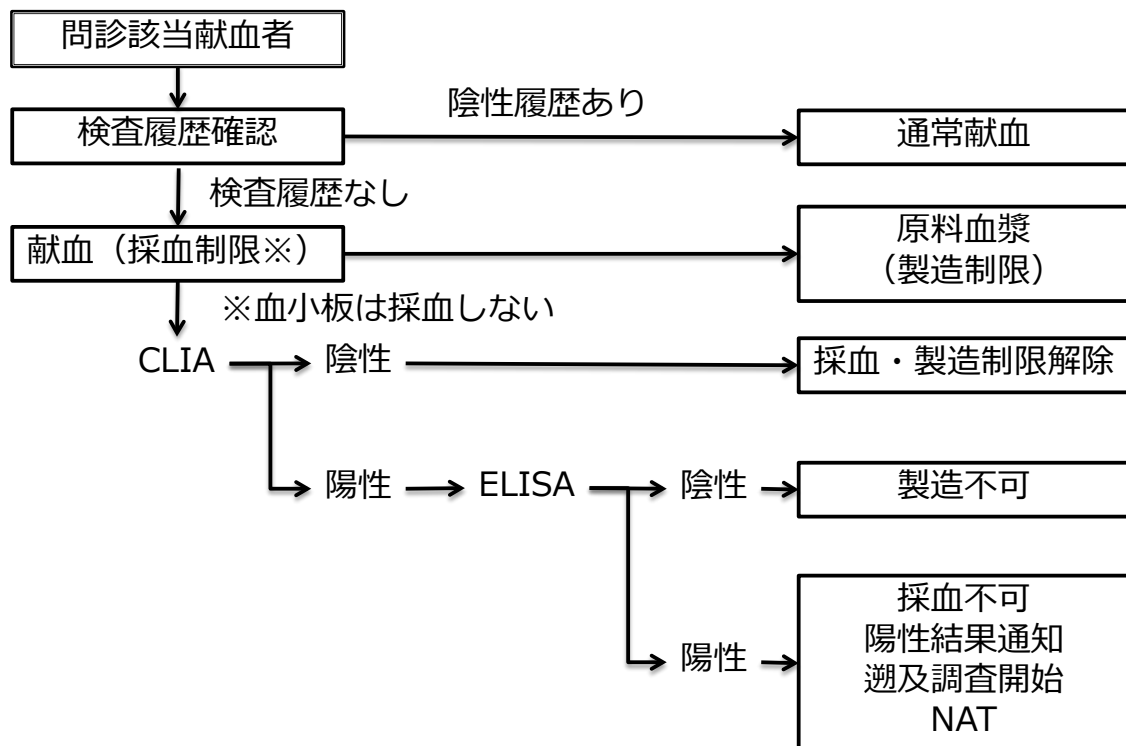 問診該当献血者
検査履歴確認
陰性履歴あり
通常献血
検査履歴なし
献血（採血制限※）
原料血漿
（製造制限）
※血小板は採血しない
CLIA
陰性
採血・製造制限解除
陽性
ELISA
陰性
製造不可
陽性
採血不可
陽性結果通知
遡及調査開始
NAT